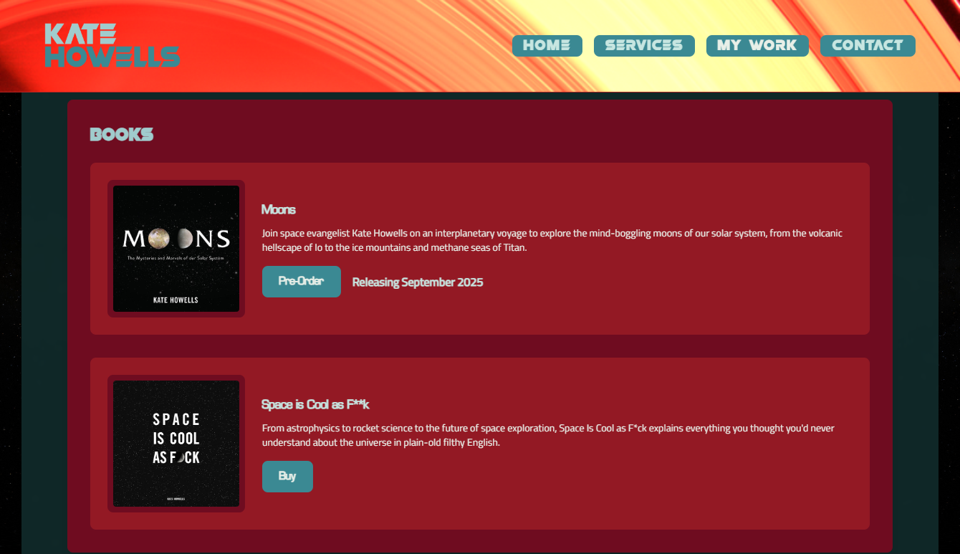 KATE
HOWELLS
HOME
SERVICES
MY WORK
CONTACT
BOOKS
MOONS
The Mysteries and Marvels of our Solar System
KATE HOWELLS
Moons
Join space evangelist Kate Howells on an interplanetary voyage to explore the mind-boggling moons of our solar system, from the volcanic
hellscape of Io to the ice mountains and methane seas of Titan.
Pre-Order
Releasing September 2025
SPACE
IS COOL
AS F CK
KATE HOWELLS
Space is Cool as F**k
From astrophysics to rocket science to the future of space exploration, Space Is Cool as F*ck explains everything you thought you'd never
understand about the universe in plain-old filthy English.
Buy